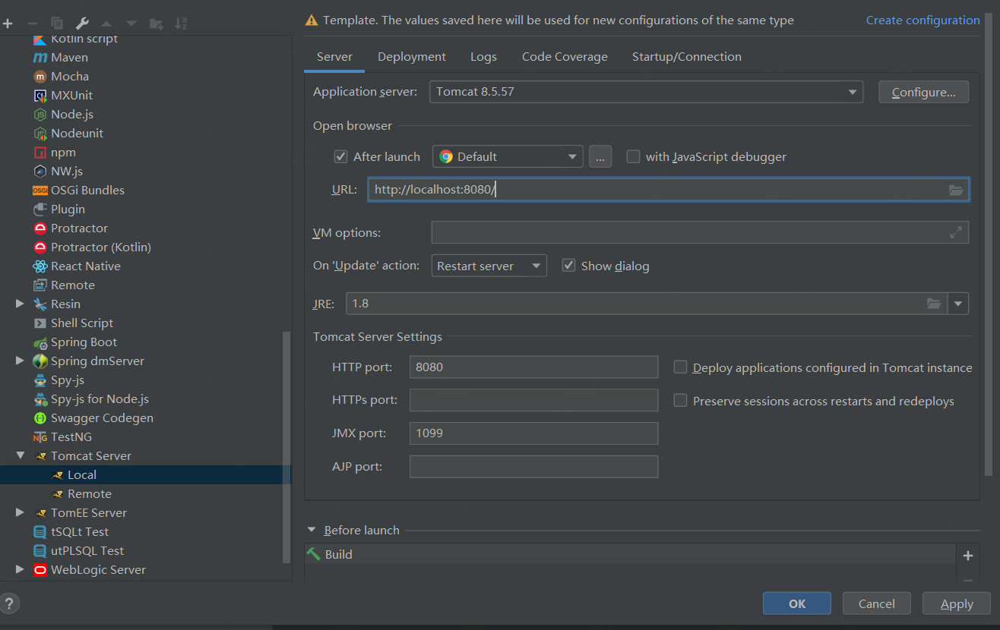 Kotlin script
Maven
Mocha
MXUnit
Node.js
Nodeunit
npm
NW.js
OSGi Bundles
Plugin
Protractor
Protractor (Kotlin)
React Native
Remote
Resin
Shell Script
Spring Boot
Spring dmServer
Spy-js
Spy-js for Node.js
Swagger Codegen
TestNG
Tomcat Server
Local
Remote
TomEE Server
tSQLt Test
utPLSQL Test
WebLogic Server
Template. The values saved here will be used for new configurations of the same type Create configuration
Server Deployment Logs Code Coverage Startup/Connection
Application server: Tomcat 8.5.57 Configure...
Open browser
After launch Default ... with JavaScript debugger
URL: http://localhost:8080/
VM options:
On 'Update' action: Restart server Show dialog
JRE: 1.8
Tomcat Server Settings
HTTP port: 8080 Deploy applications configured in Tomcat instance
HTTPs port: Preserve sessions across restarts and redeploys
JMX port: 1099
AJP port:
Before launch
Build
? OK Cancel Apply